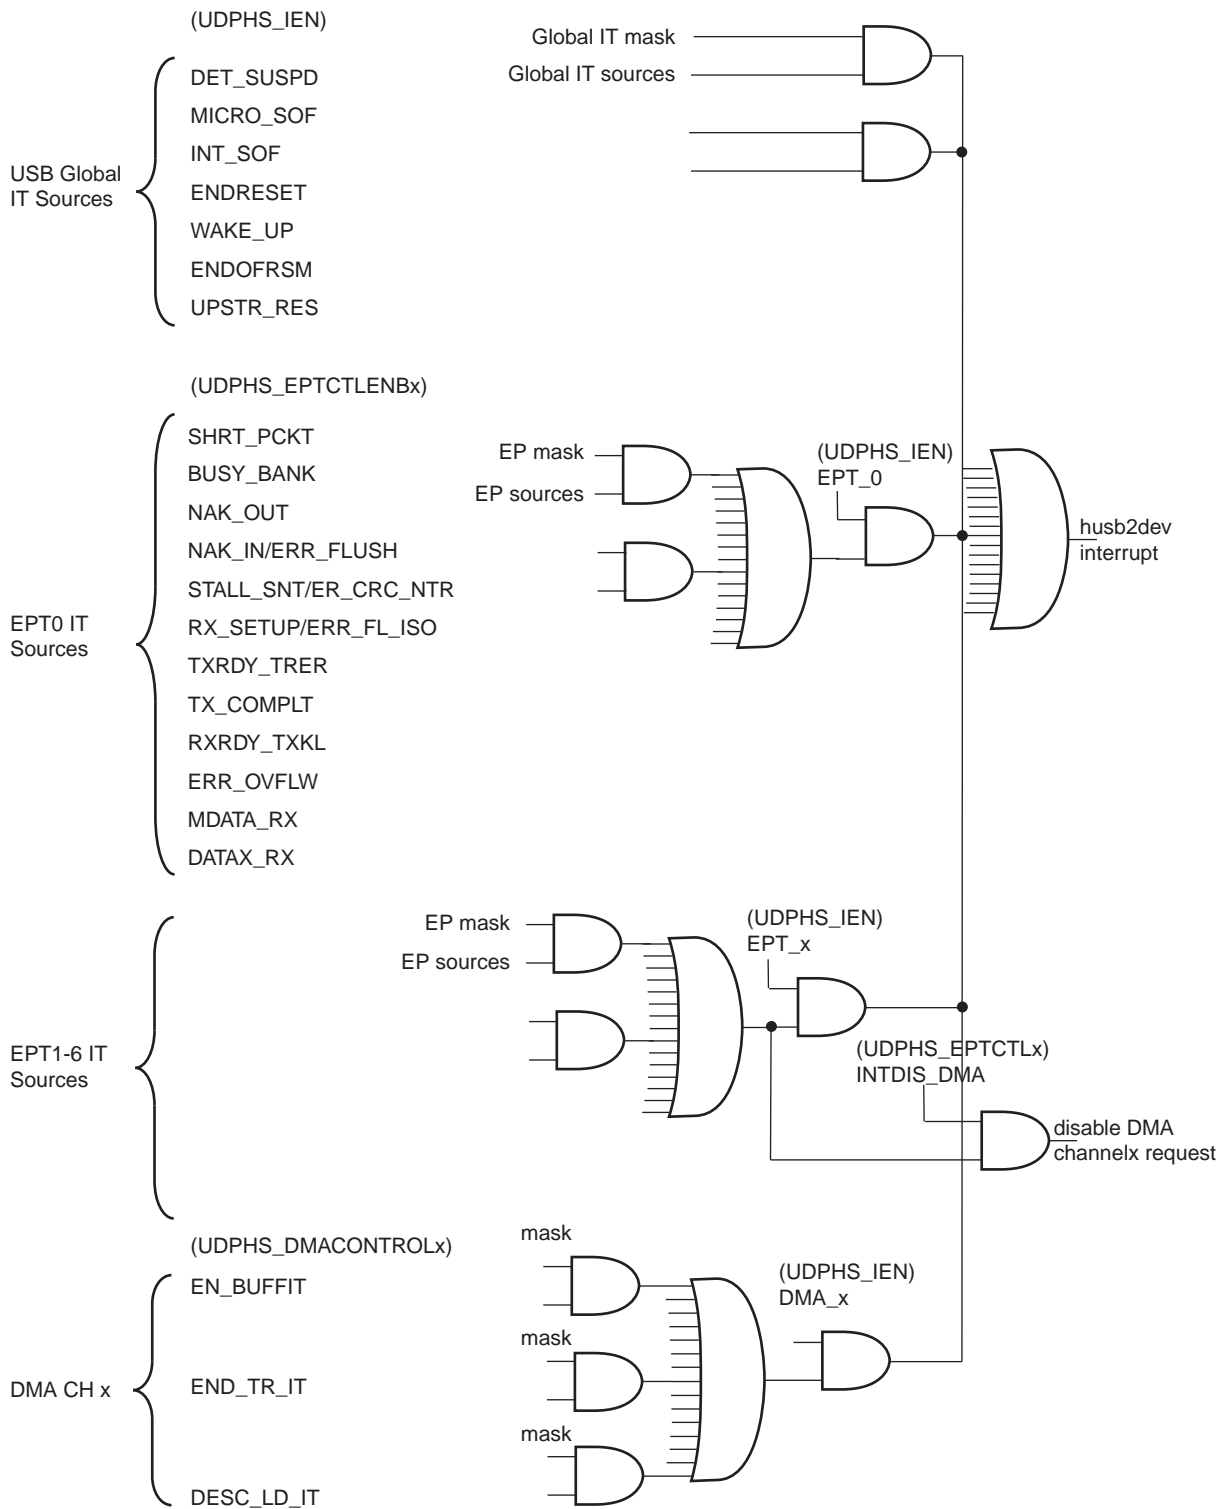 (UDPHS_IEN)
Global IT mask
Global IT sources
DET_SUSPD
MICRO_SOF
INT_SOF
ENDRESET
WAKE_UP
ENDOFRSM
UPSTR_RES
USB Global
IT Sources
(UDPHS_EPTCTLENBx)
SHRT_PCKT
BUSY_BANK
NAK_OUT
NAK_IN/ERR_FLUSH
STALL_SNT/ER_CRC_NTR
RX_SETUP/ERR_FL_ISO
TXRDY_TRER
TX_COMPLT
RXRDY_TXKL
ERR_OVFLW
MDATA_RX
DATAX_RX
EPT0 IT
Sources
EP mask
EP sources
(UDPHS_IEN)
EPT_0
husb2dev
interrupt
EPT1-6 IT
Sources
EP mask
EP sources
(UDPHS_IEN)
EPT_x
(UDPHS_EPTCTLx)
INTDIS_DMA
disable DMA
channelx request
(UDPHS_DMACONTROLx)
EN_BUFFIT
END_TR_IT
DESC_LD_IT
DMA CH x
mask
mask
mask
(UDPHS_IEN)
DMA_x